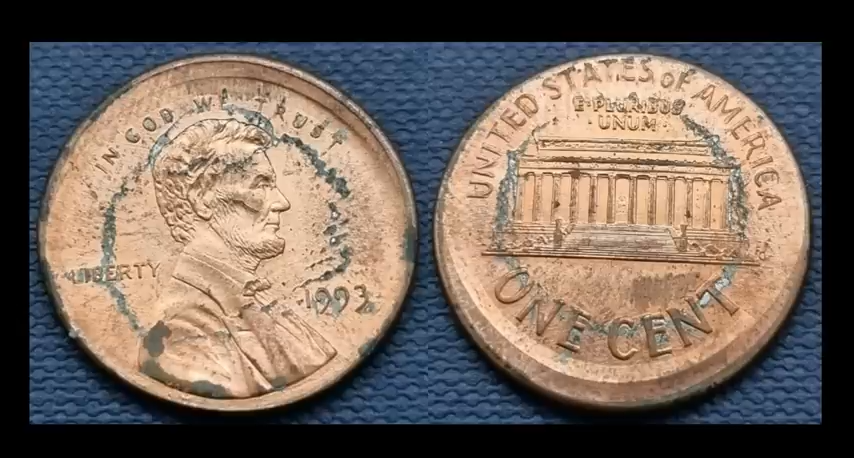 IN GOD WE TRUST
LIBERTY
1993
UNITED STATES OF AMERICA
E·PLURIBUS
UNUM
ONE CENT